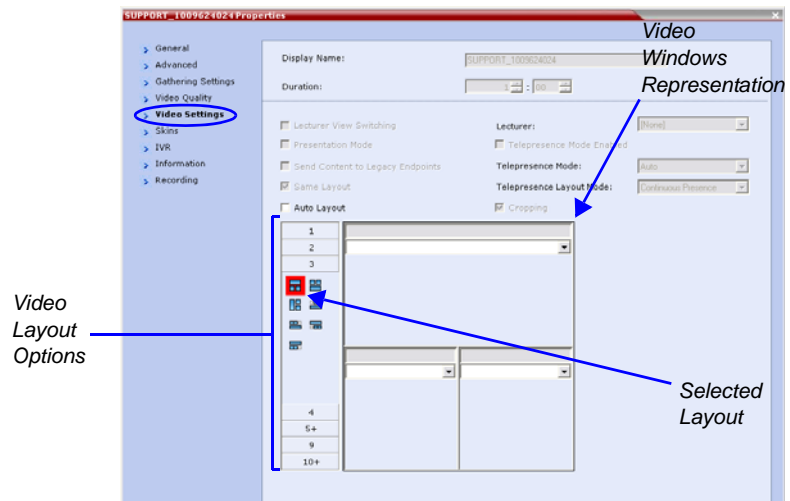 SUPPORT_1009624024 Properties
Video
Windows
Representation
General
Advanced
Gathering Settings
Video Quality
Video Settings
Skins
IVR
Information
Recording
Display Name:
SUPPORT_1009624024
Duration:
1 : 00
Lecturer View Switching
Lecturer:
[None]
Presentation Mode
Telepresence Mode Enabled
Send Content to Legacy Endpoints
Telepresence Mode:
Auto
Same Layout
Telepresence Layout Mode:
Continuous Presence
Auto Layout
Cropping
1
2
3
Video
Layout
Options
4
5+
9
10+
Selected
Layout